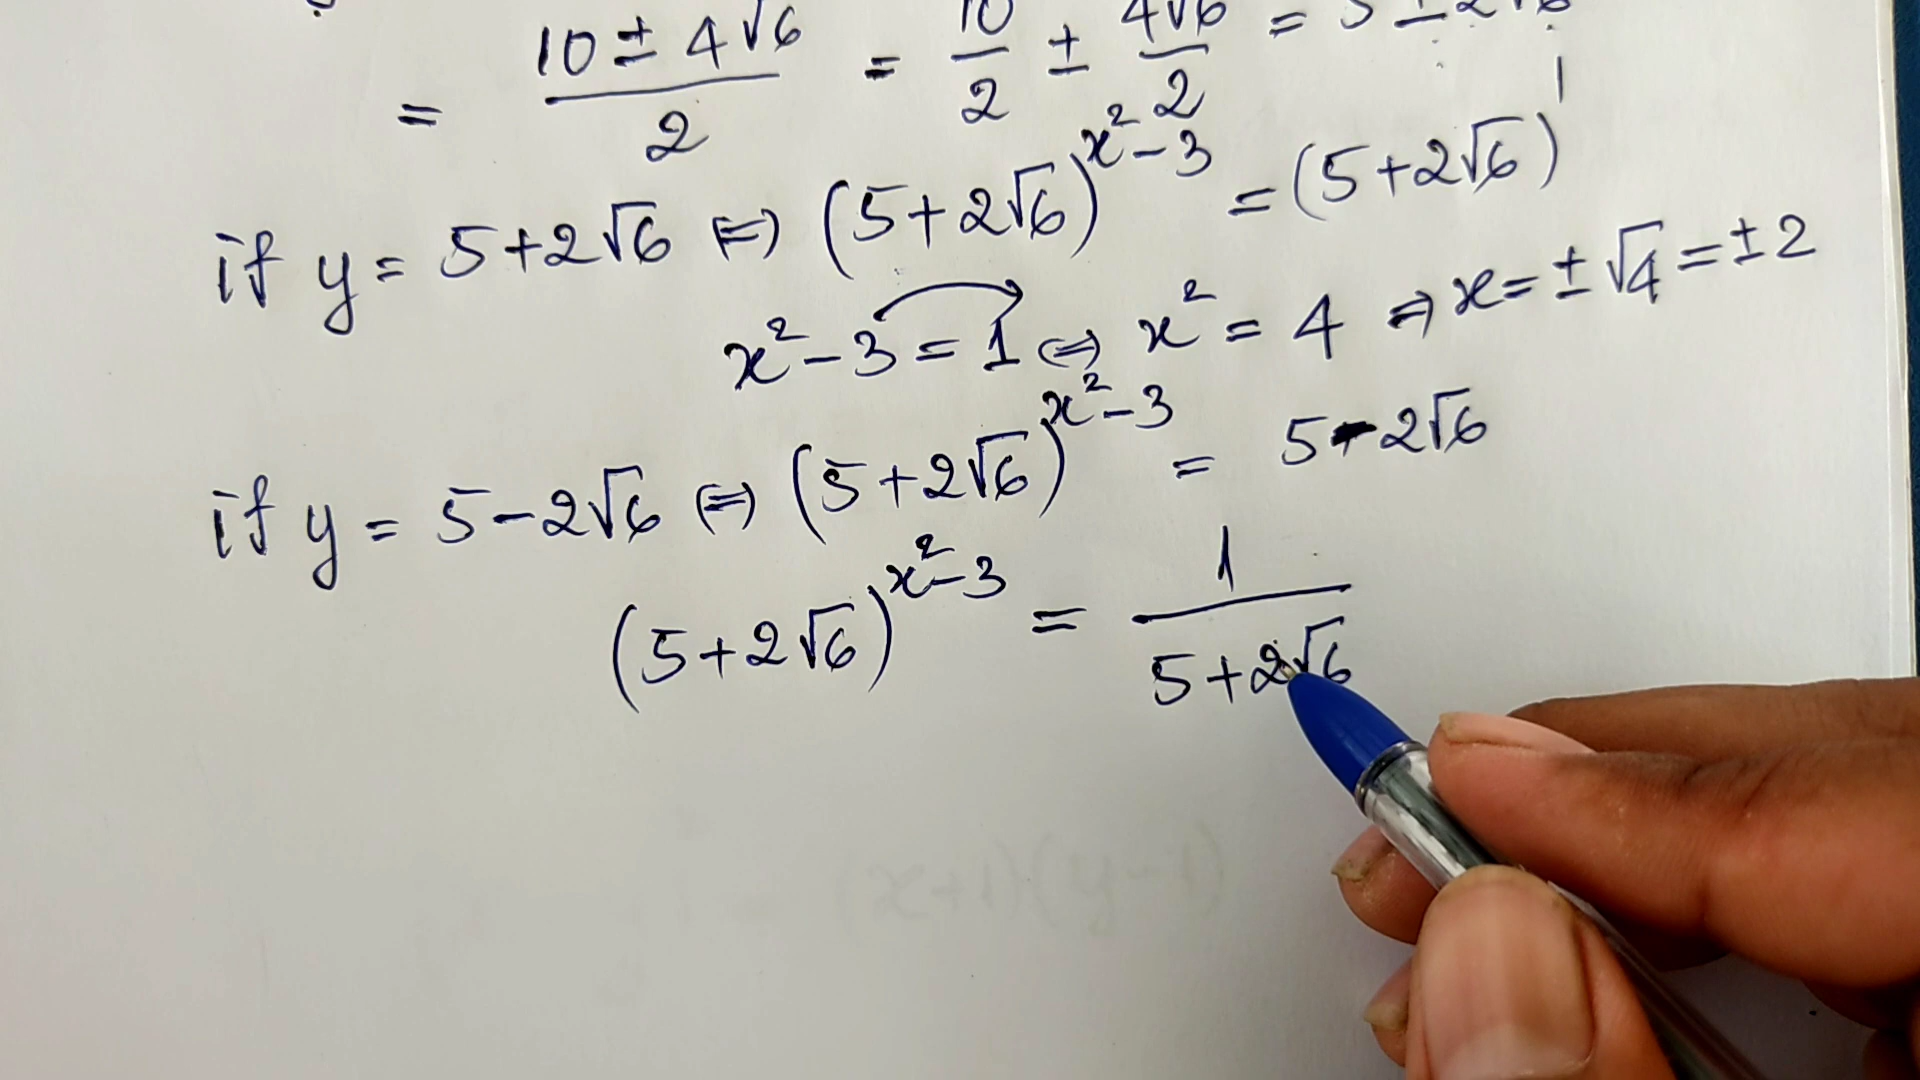 = (10 ± 4√6)/2 = 10/2 ± 4√6/2 = 5 ± 2√6
if y = 5+2√6 ⇔ (5+2√6)^(x²-3) = (5+2√6)¹
x²-3 = 1 ⇔ x² = 4 ⇒ x = ±√4 = ±2
if y = 5-2√6 ⇔ (5+2√6)^(x²-3) = 5-2√6
(5+2√6)^(x²-3) = 1/(5+2√6)
(x+1)(y-1)